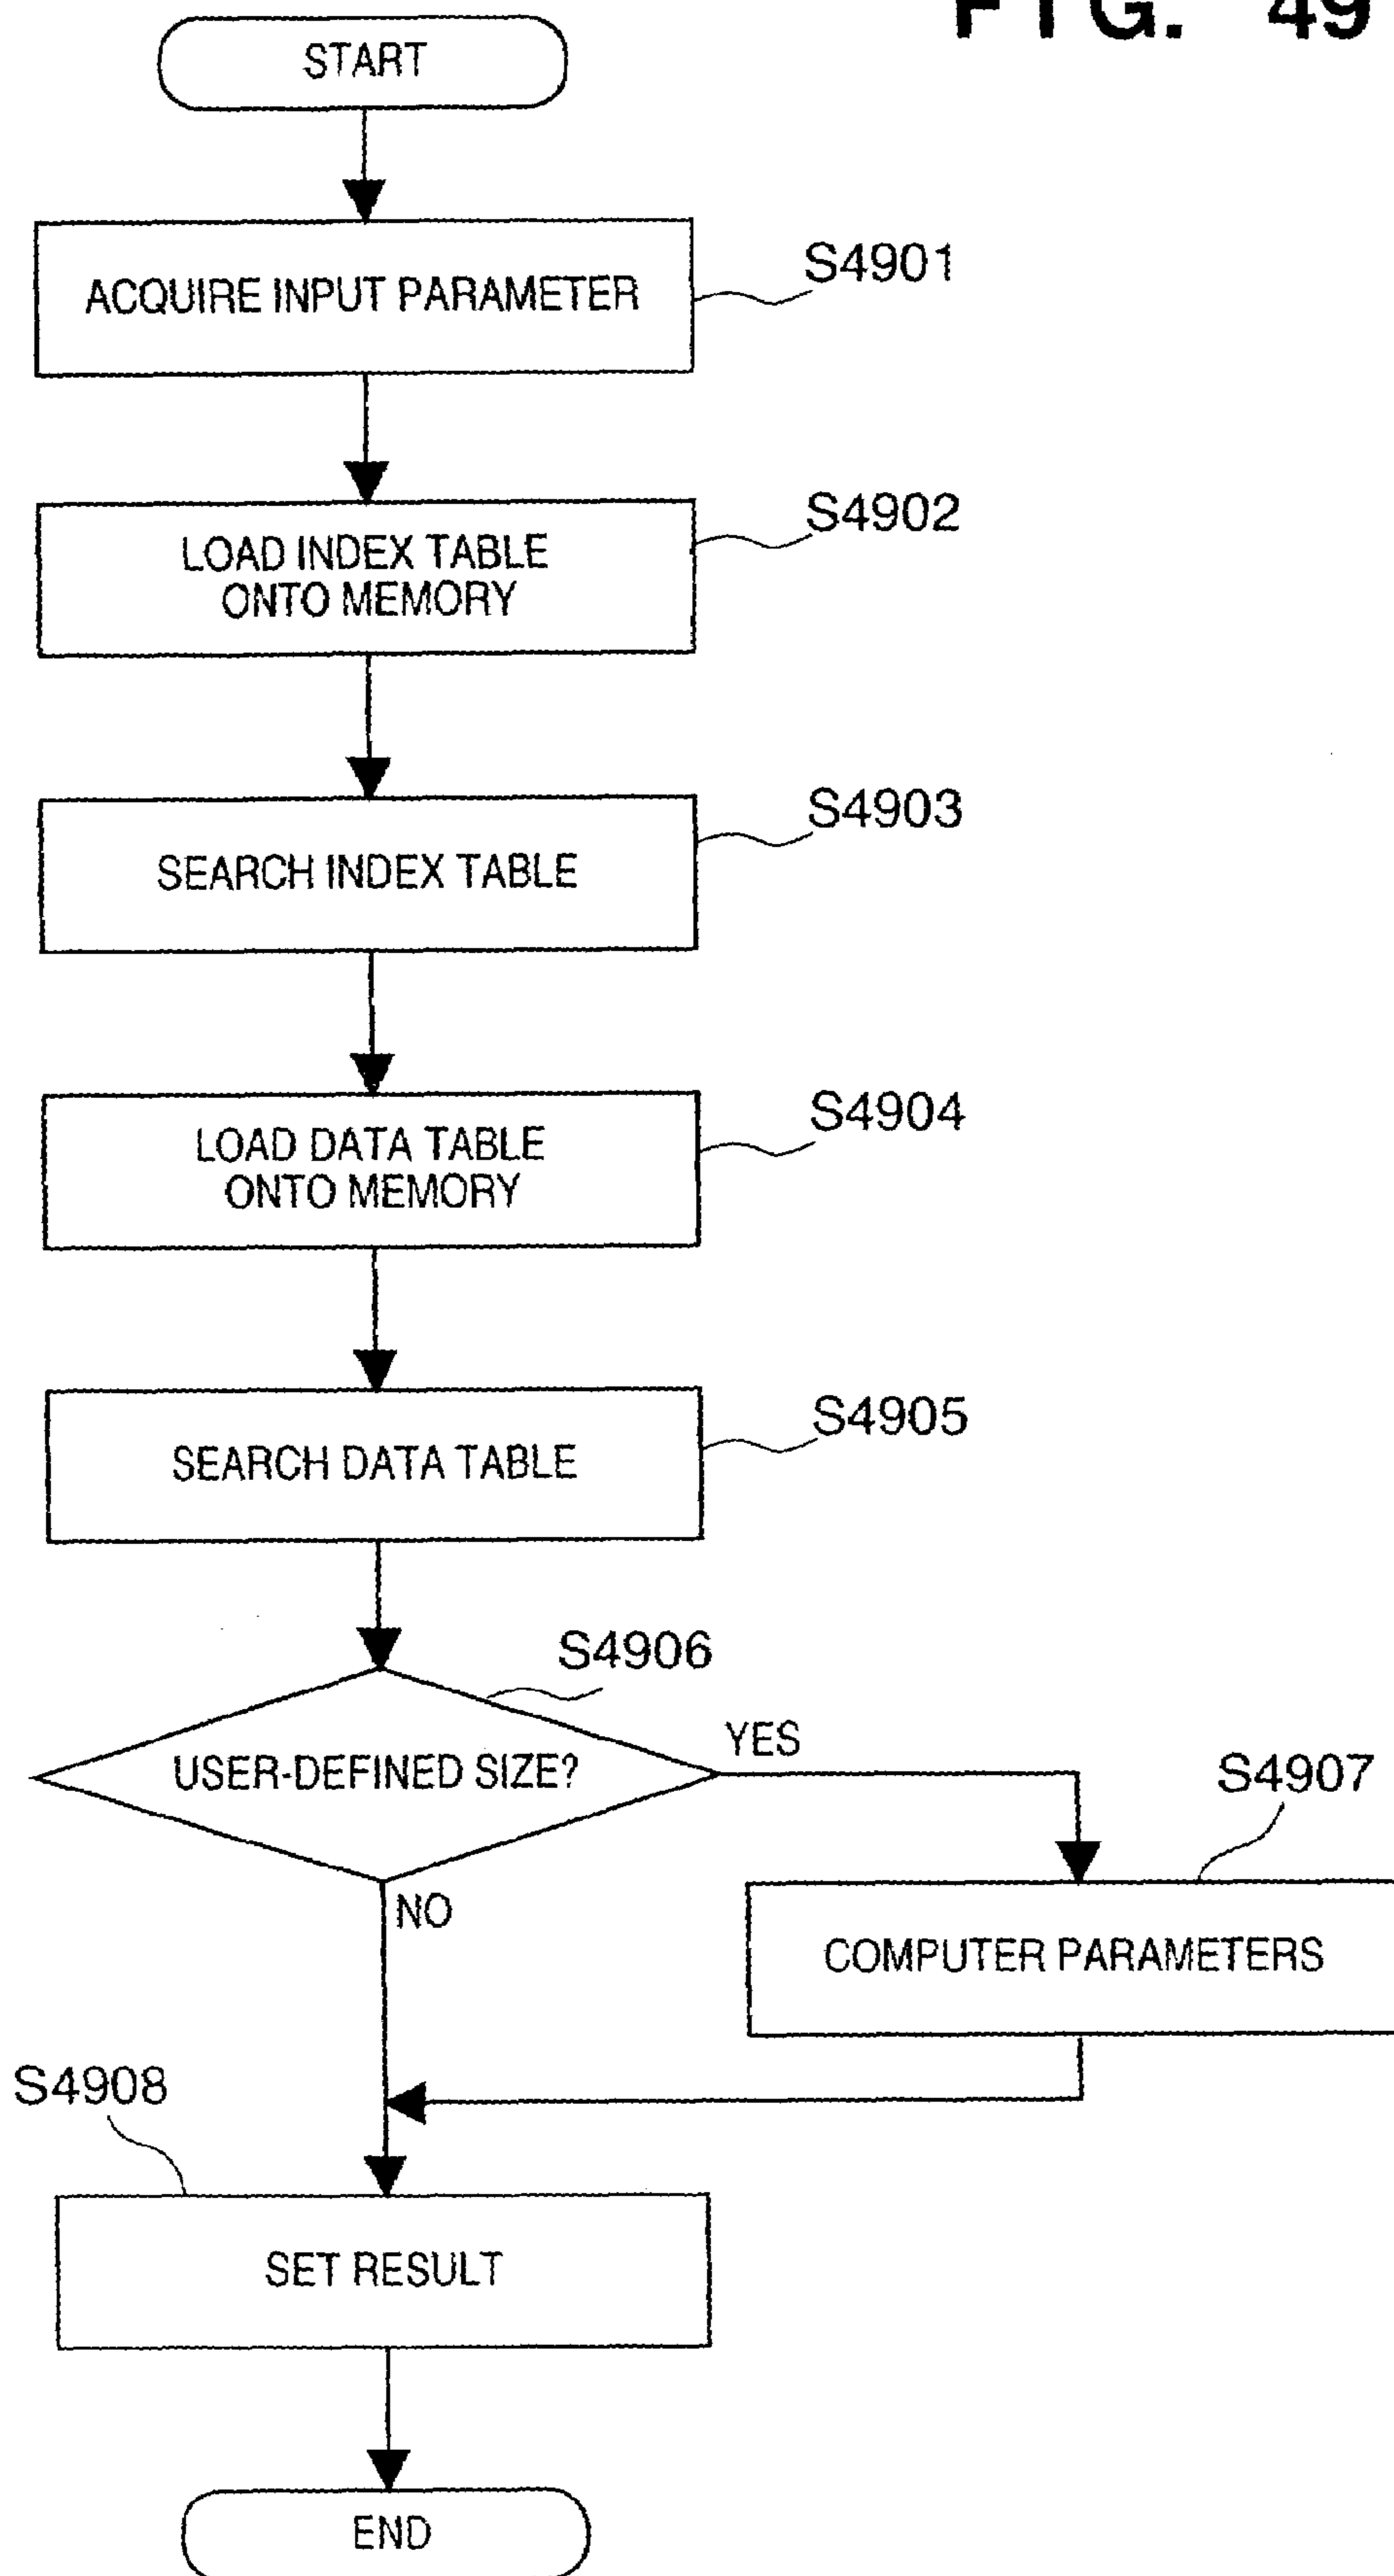 FIG. 49
START
ACQUIRE INPUT PARAMETER
S4901
LOAD INDEX TABLE
ONTO MEMORY
S4902
SEARCH INDEX TABLE
S4903
LOAD DATA TABLE
ONTO MEMORY
S4904
SEARCH DATA TABLE
S4905
S4906
USER-DEFINED SIZE?
YES
S4907
NO
COMPUTER PARAMETERS
S4908
SET RESULT
END